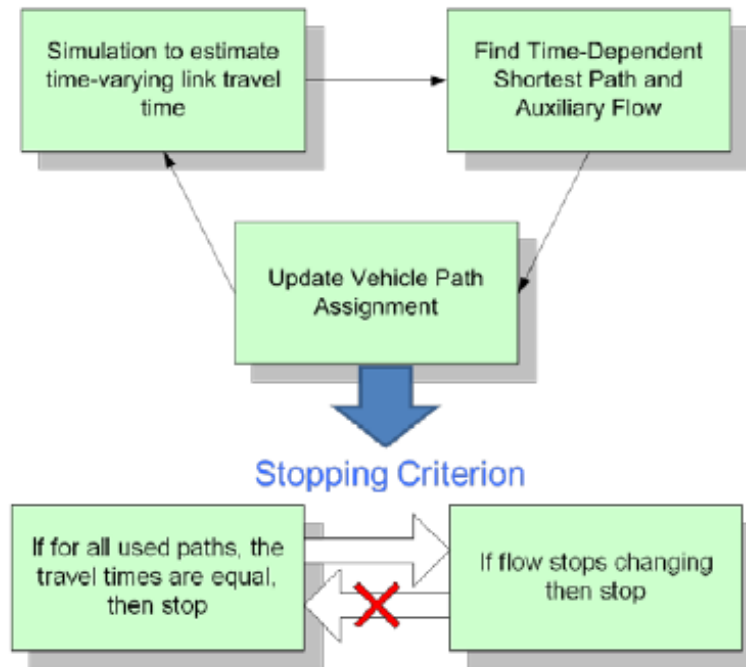 Simulation to estimate
time-varying link travel
time
Find Time-Dependent
Shortest Path and
Auxiliary Flow
Update Vehicle Path
Assignment
Stopping Criterion
If for all used paths, the
travel times are equal,
then stop
If flow stops changing
then stop